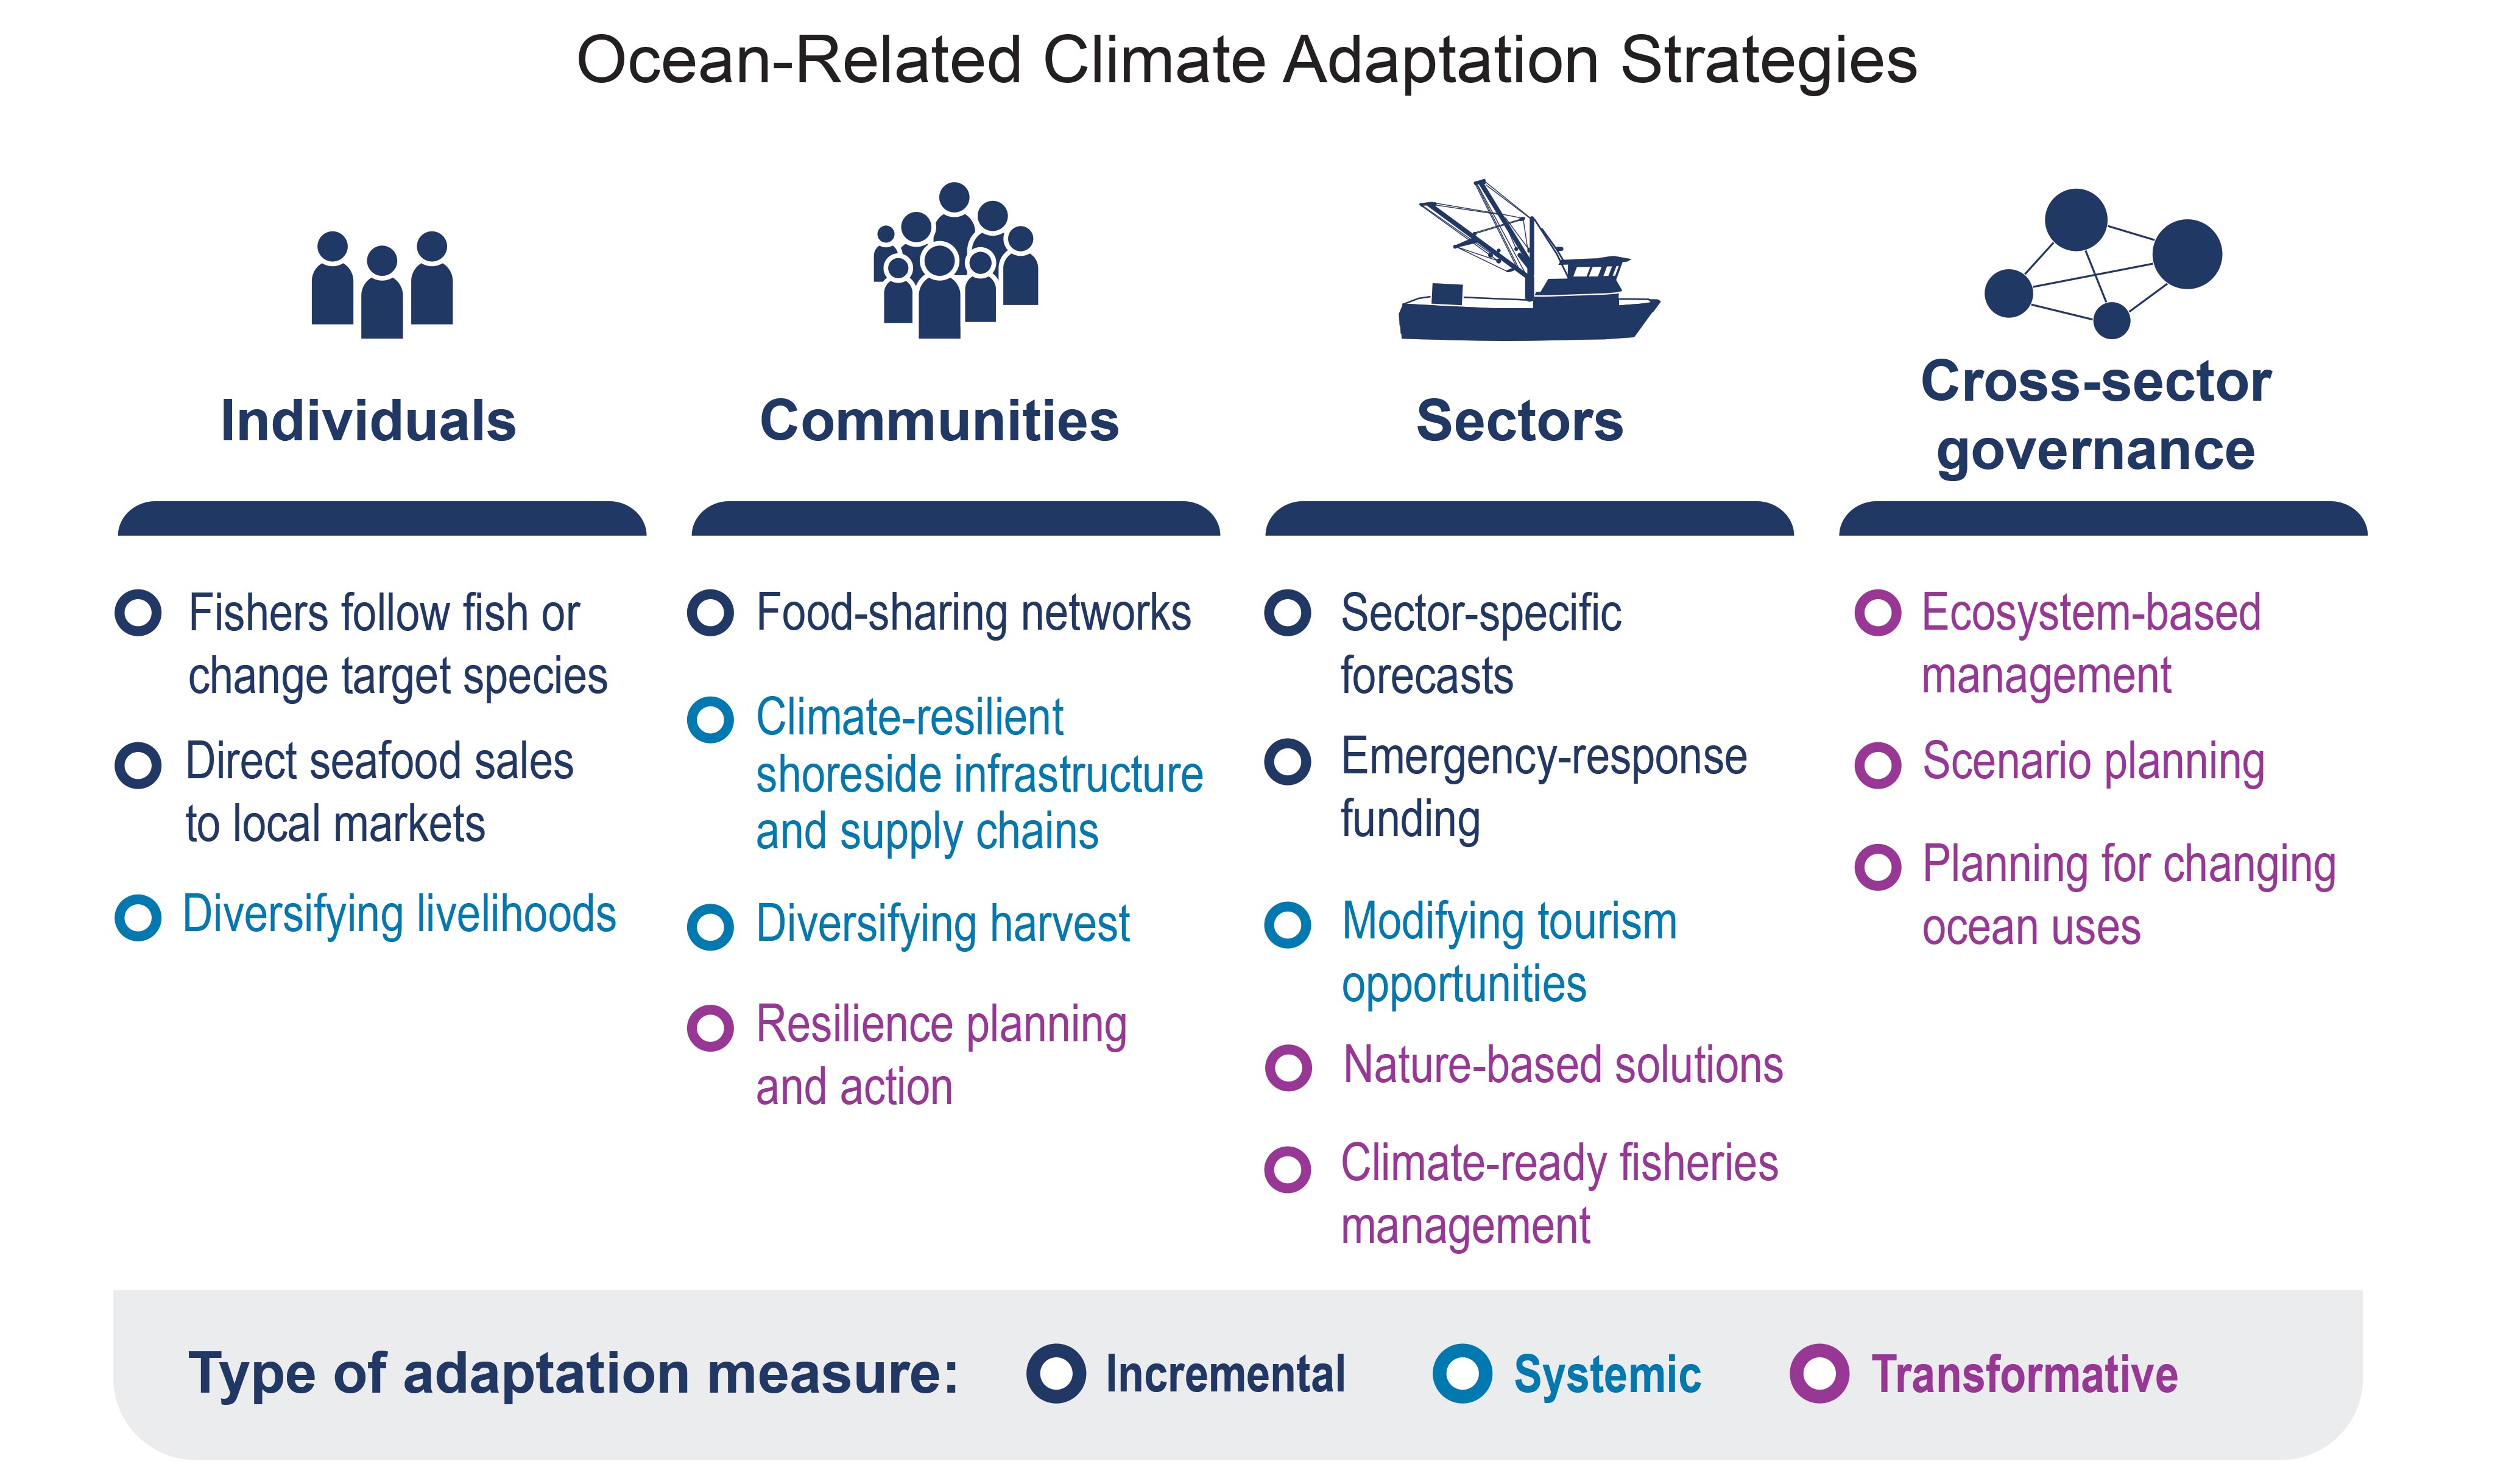 Ocean-Related Climate Adaptation Strategies
Individuals
Fishers follow fish or
change target species
Direct seafood sales
to local markets
Diversifying livelihoods
Communities
Food-sharing networks
Climate-resilient
shoreside infrastructure
and supply chains
Diversifying harvest
Resilience planning
and action
Sectors
Sector-specific
forecasts
Emergency-response
funding
Modifying tourism
opportunities
Nature-based solutions
Climate-ready fisheries
management
Cross-sector
governance
Ecosystem-based
management
Scenario planning
Planning for changing
ocean uses
Type of adaptation measure: Incremental Systemic Transformative